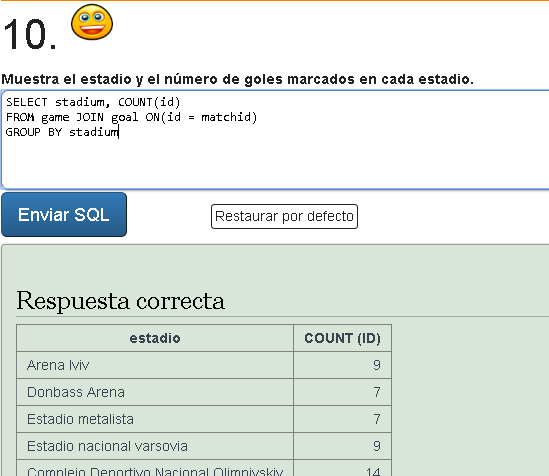 10.
Muestra el estadio y el número de goles marcados en cada estadio.
SELECT stadium, COUNT(id)
FROM game JOIN goal ON(id = matchid)
GROUP BY stadium
Enviar SQL
Restaurar por defecto
Respuesta correcta
estadio COUNT (ID)
Arena lviv 9
Donbass Arena 7
Estadio metalista 7
Estadio nacional varsovia 9
Complejo Deportivo Nacional Olimpiyskiy 14